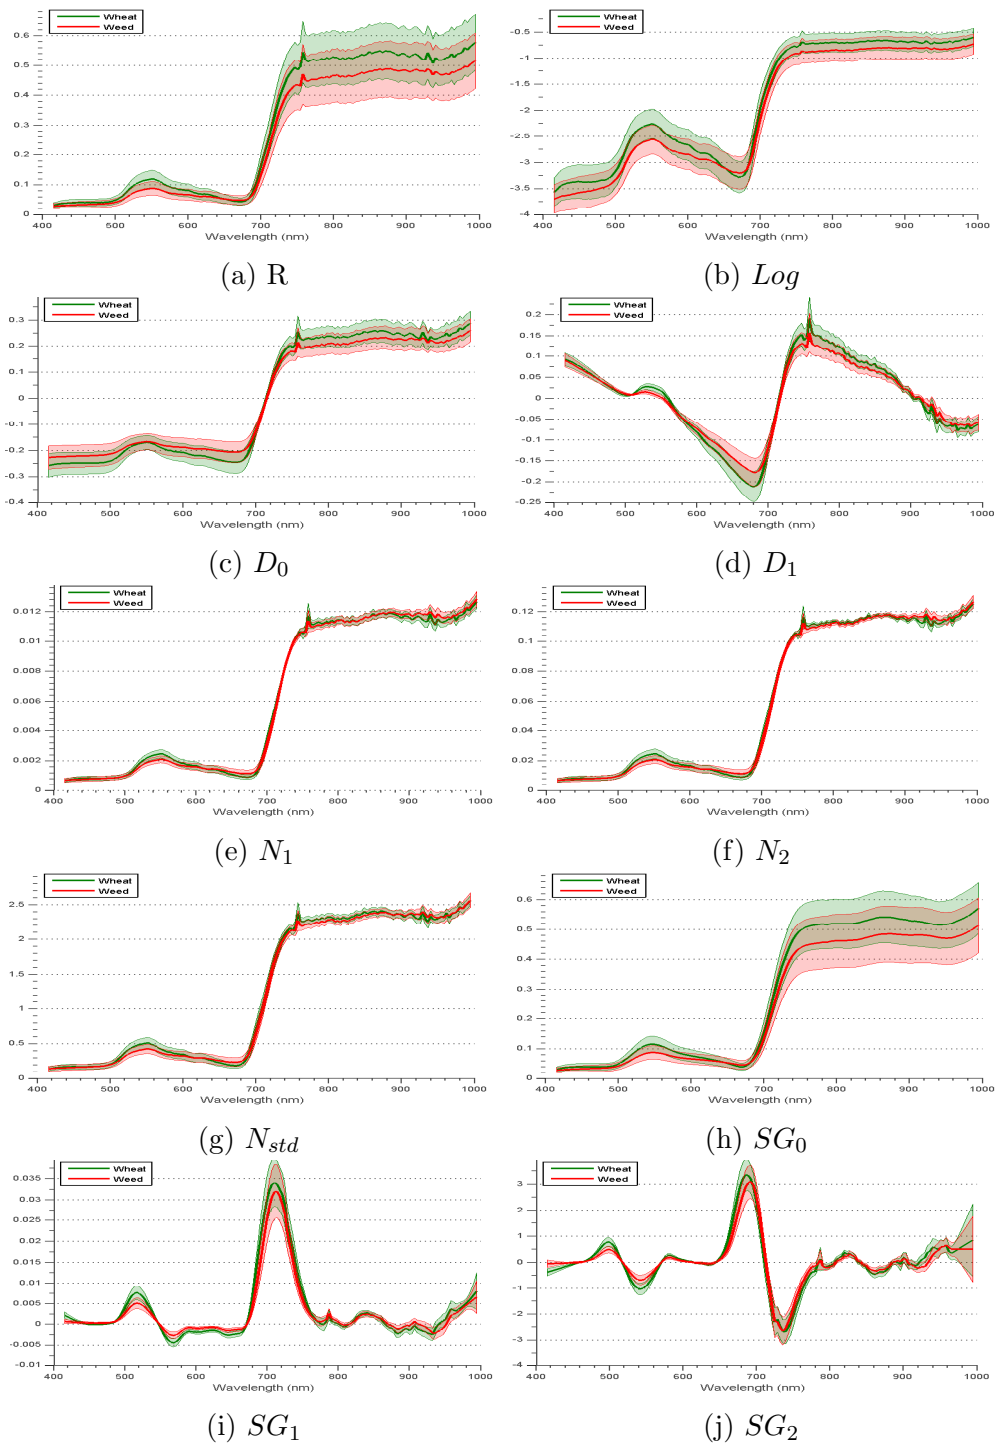 Wheat
Weed
0.6
0.5
0.4
0.3
0.2
0.1
0
400 500 600 700 800 900 1000
Wavelength (nm)
(a) R
Wheat
Weed
-0.5
-1
-1.5
-2
-2.5
-3
-3.5
-4
400 500 600 700 800 900 1000
Wavelength (nm)
(b) Log
Wheat
Weed
0.3
0.2
0.1
0
-0.1
-0.2
-0.3
-0.4
400 500 600 700 800 900 1000
Wavelength (nm)
(c) D0
Wheat
Weed
0.2
0.15
0.1
0.05
0
-0.05
-0.1
-0.15
-0.2
-0.25
400 500 600 700 800 900 1000
Wavelength (nm)
(d) D1
Wheat
Weed
0.012
0.01
0.008
0.006
0.004
0.002
0
400 500 600 700 800 900 1000
Wavelength (nm)
(e) N1
Wheat
Weed
0.12
0.1
0.08
0.06
0.04
0.02
0
400 500 600 700 800 900 1000
Wavelength (nm)
(f) N2
Wheat
Weed
2.5
2
1.5
1
0.5
0
400 500 600 700 800 900 1000
Wavelength (nm)
(g) Nstd
Wheat
Weed
0.6
0.5
0.4
0.3
0.2
0.1
0
400 500 600 700 800 900 1000
Wavelength (nm)
(h) SG0
Wheat
Weed
0.035
0.03
0.025
0.02
0.015
0.01
0.005
0
-0.005
-0.01
400 500 600 700 800 900 1000
Wavelength (nm)
(i) SG1
Wheat
Weed
3
2
1
0
-1
-2
-3
-4
400 500 600 700 800 900 1000
Wavelength (nm)
(j) SG2